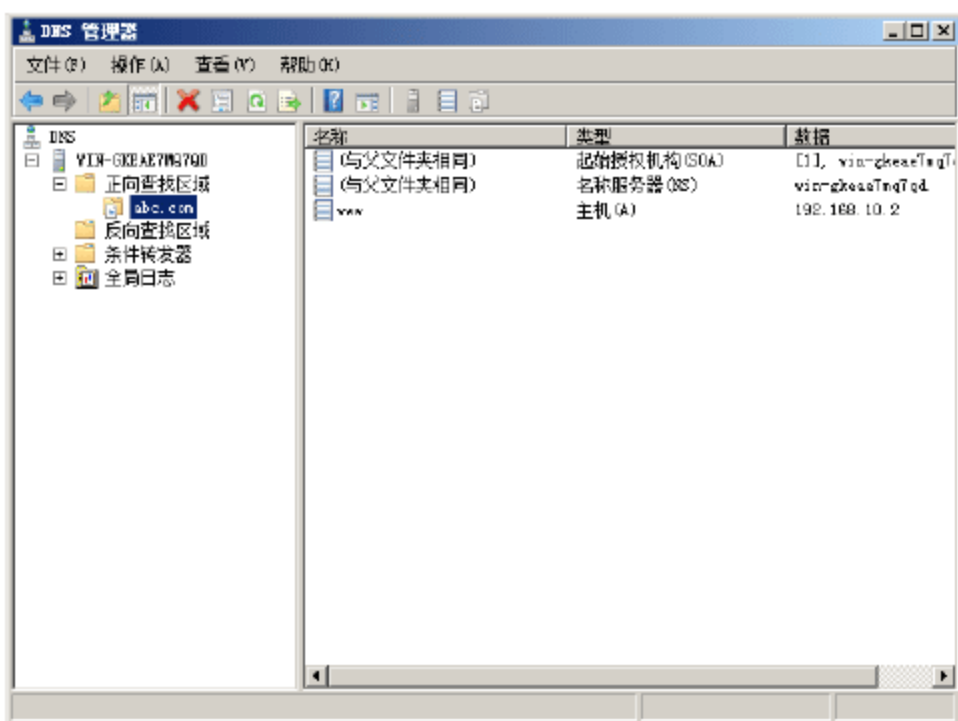 DNS 管理器
文件(F) 操作(A) 查看(V) 帮助(H)
DNS
正向查找区域
abc.com
反向查找区域
条件转发器
全局日志
名称 类型 数据
(与父文件夹相同) 起始授权机构(SOA) [1],
(与父文件夹相同) 名称服务器(NS)
www 主机(A) 192.168.10.2